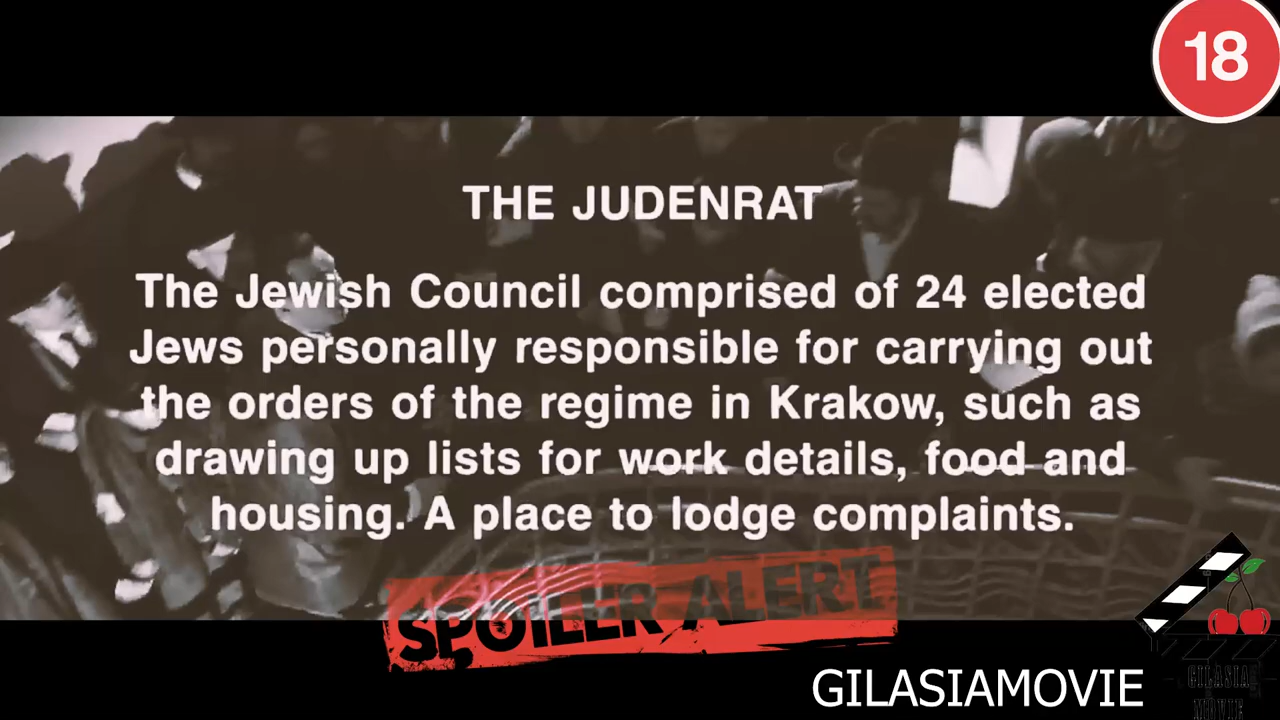 18
THE JUDENRAT
The Jewish Council comprised of 24 elected
Jews personally responsible for carrying out
the orders of the regime in Krakow, such as
drawing up lists for work details, food and
housing. A place to lodge complaints.
SPOILER ALERT
GILASIAMOVIE
GILASIA
MOVIE